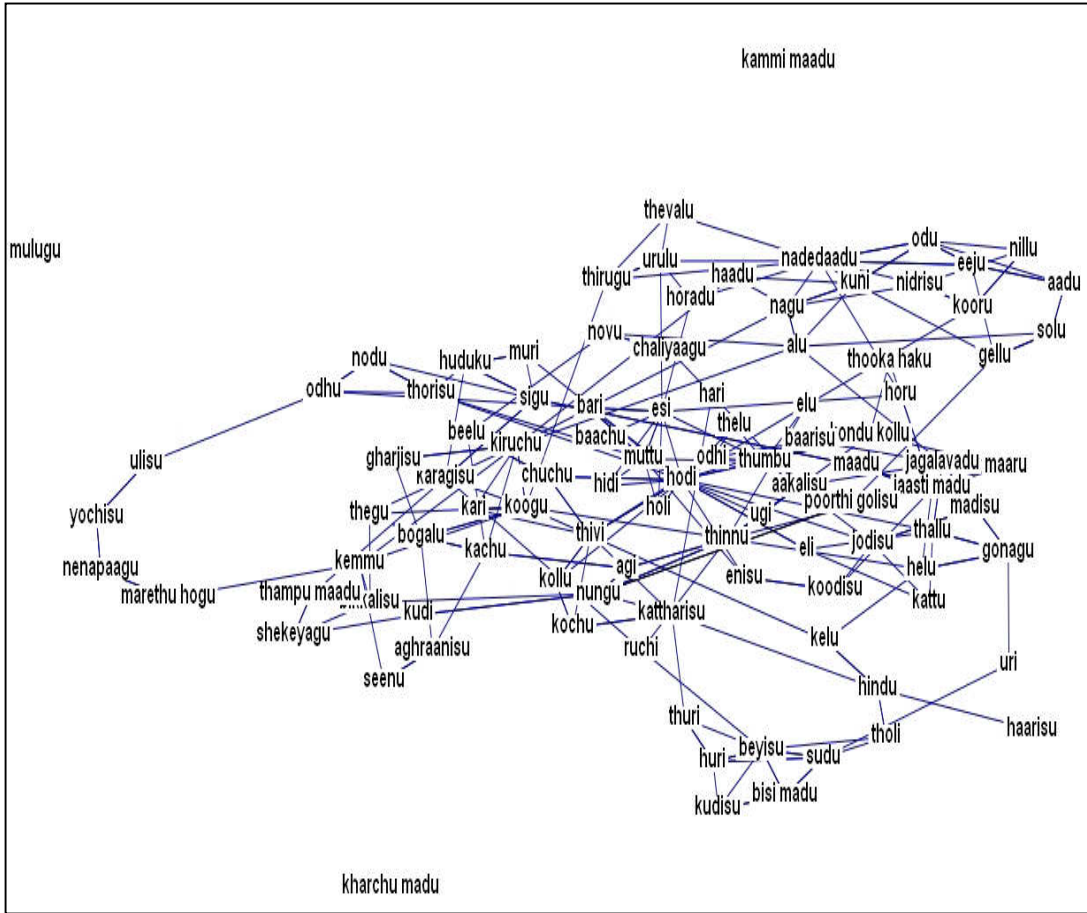 kammi maadu
thevalu
mulugu
odu
nillu
urulu
nadedaadu
eeju
thirugu
haadu
kuni
nidrisu
aadu
horadu
nagu
kooru
novu
solu
chaliyaagu
alu
nodu
huduku
muri
thooka haku
gellu
odhu
thorisu
sigu
hari
horu
bari
esi
elu
thelu
beelu
kiruchu
baachu
baarisu
kollu
gharjisu
muttu
odhi
thumbu
maadu
jagalavadu
maaru
ulisu
karagisu
chuchu
hidi
hodi
aakalisu
jaasti madu
thegu
kari
koogu
holi
poorthi golisu
madisu
yochisu
ugi
bogalu
thivi
thinnu
thallu
kachu
eli
jodisu
gonagu
nenapaagu
kemmu
agi
helu
kollu
enisu
marethu hogu
thampu maadu
nungu
koodisu
kattu
kudi
kattharisu
shekeyagu
kochu
kelu
aghraanisu
ruchi
uri
seenu
hindu
thuri
haarisu
tholi
beyisu
huri
sudu
bisi madu
kudisu
kharchu madu